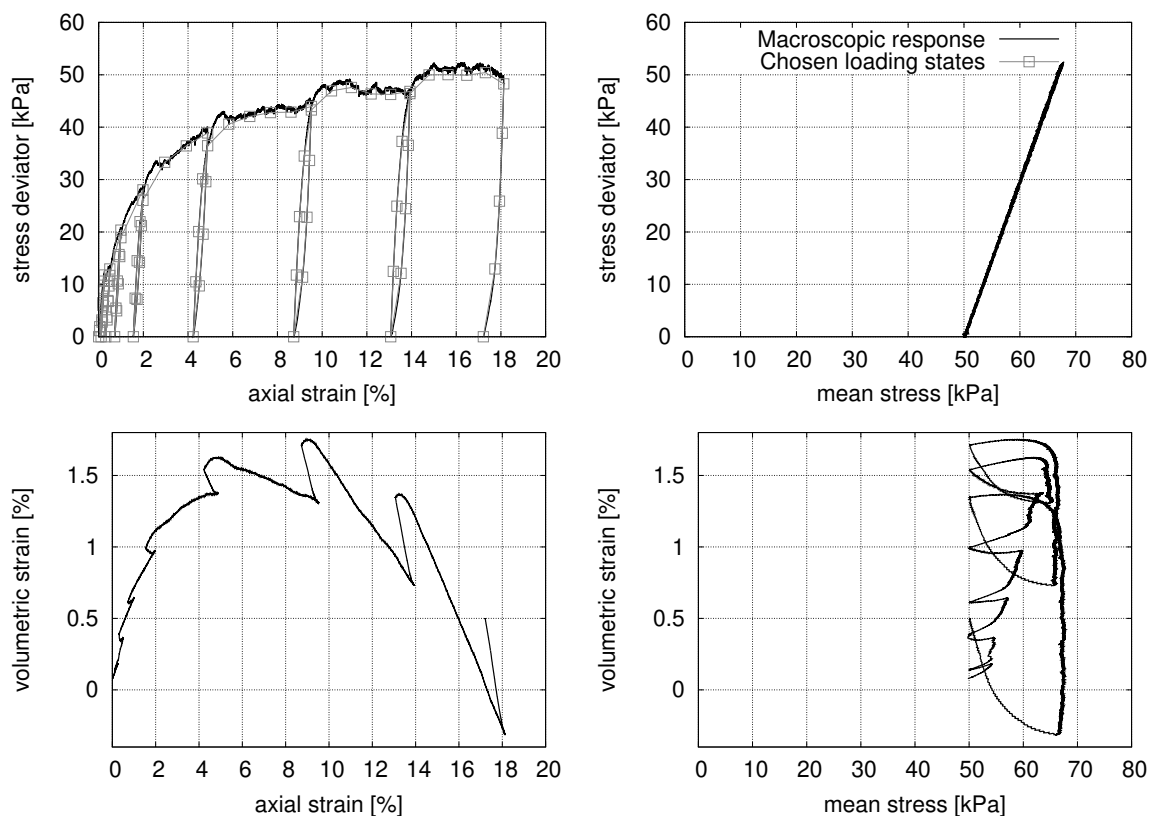 60
50
40
30
20
10
0
0 2 4 6 8 10 12 14 16 18 20
stress deviator [kPa]
axial strain [%]
60
50
40
30
20
10
0
0 10 20 30 40 50 60 70 80
stress deviator [kPa]
mean stress [kPa]
Macroscopic response
Chosen loading states
1.5
1
0.5
0
0 2 4 6 8 10 12 14 16 18 20
volumetric strain [%]
axial strain [%]
1.5
1
0.5
0
0 10 20 30 40 50 60 70 80
volumetric strain [%]
mean stress [kPa]